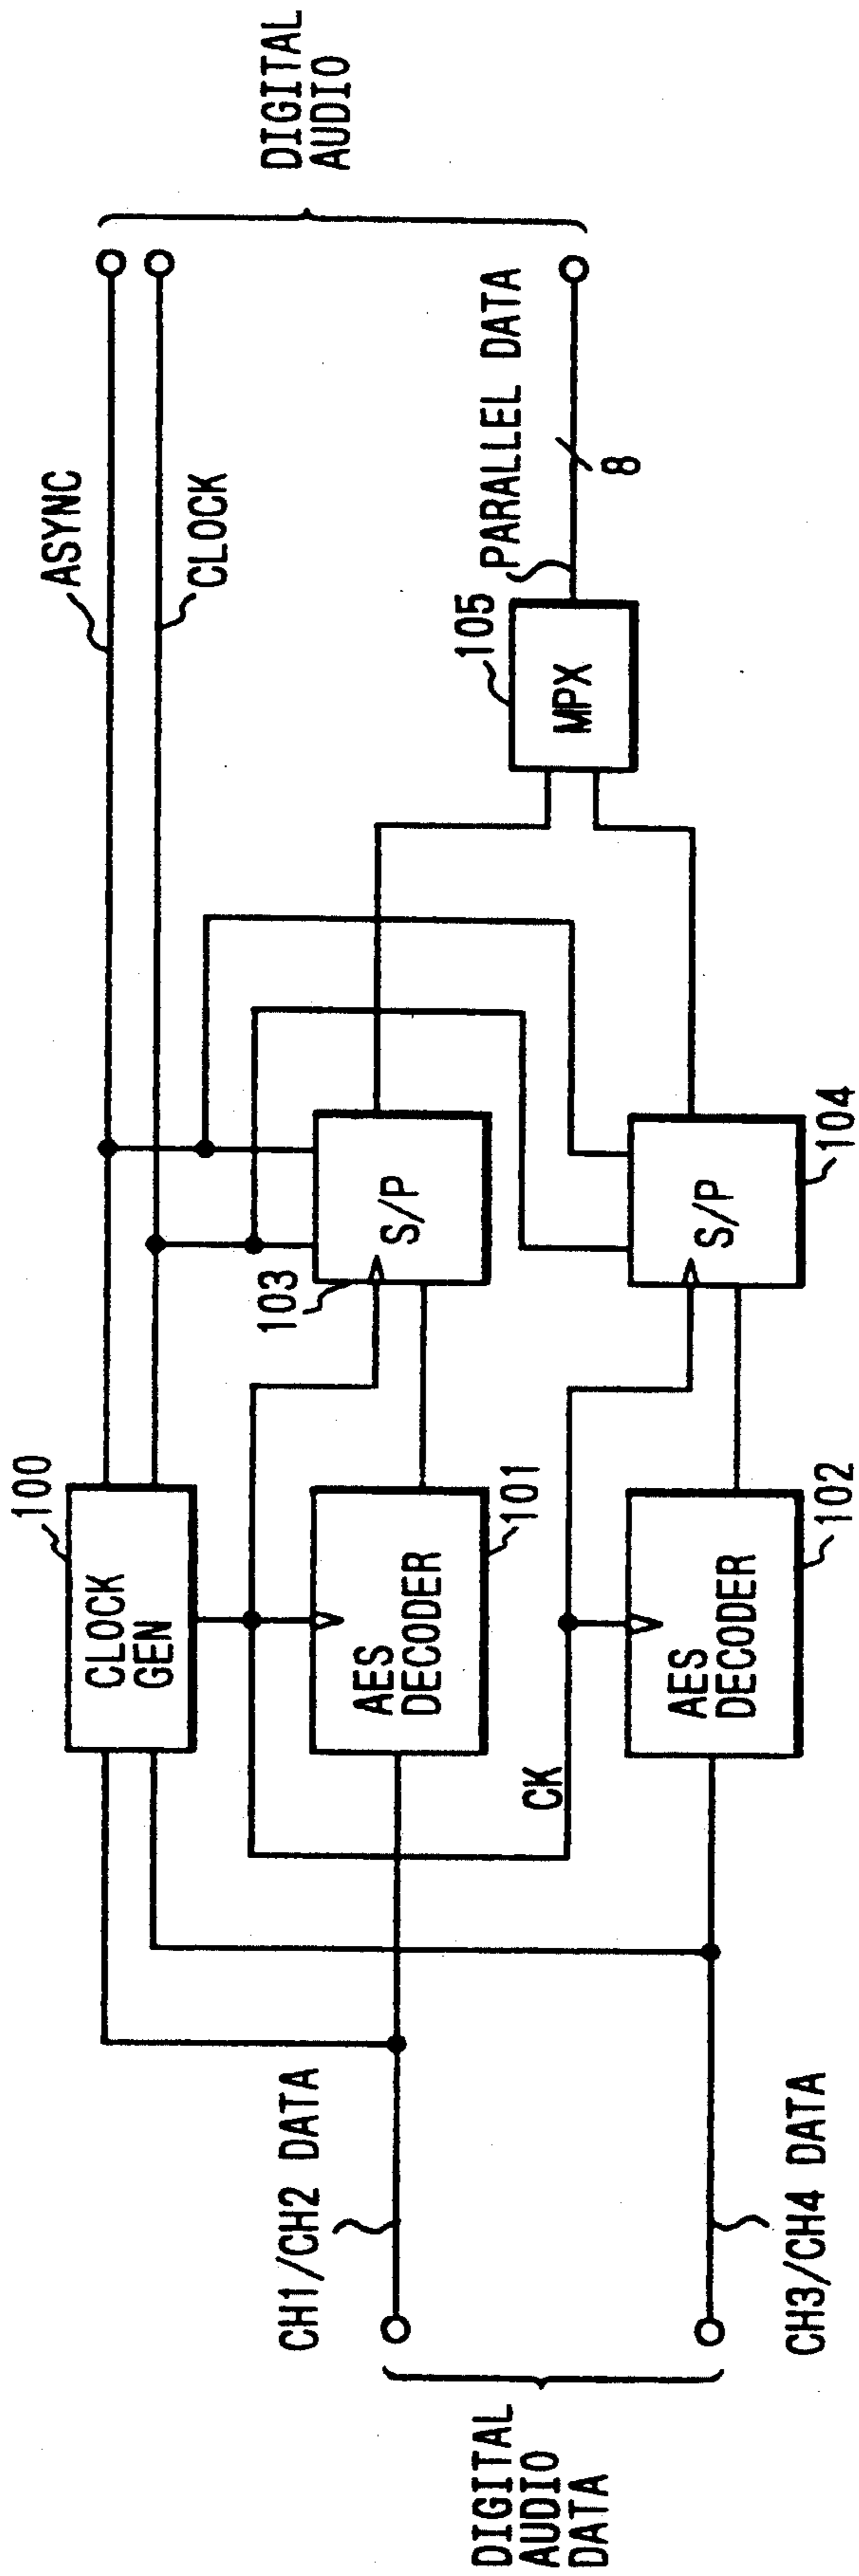 DIGITAL
AUDIO
DATA
CH1/CH2 DATA
CH3/CH4 DATA
100
CLOCK
GEN
CK
AES
DECODER
101
AES
DECODER
102
103
S/P
S/P
104
105
MPX
ASYNC
CLOCK
PARALLEL DATA
8
DIGITAL
AUDIO